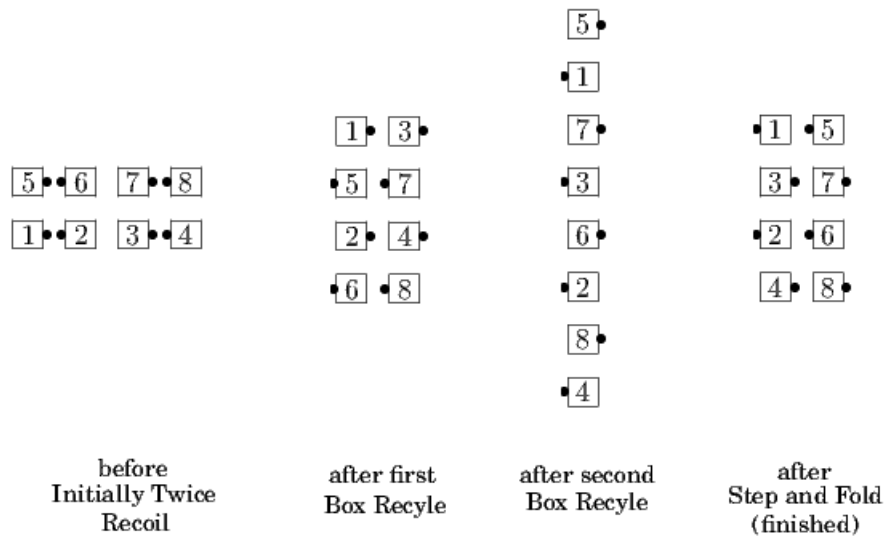 5 6 7 8
1 2 3 4
before
Initially Twice
Recoil
1 3
5 7
2 4
6 8
after first
Box Recyle
5
1
7
3
6
2
8
4
after second
Box Recyle
1 5
3 7
2 6
4 8
after
Step and Fold
(finished)